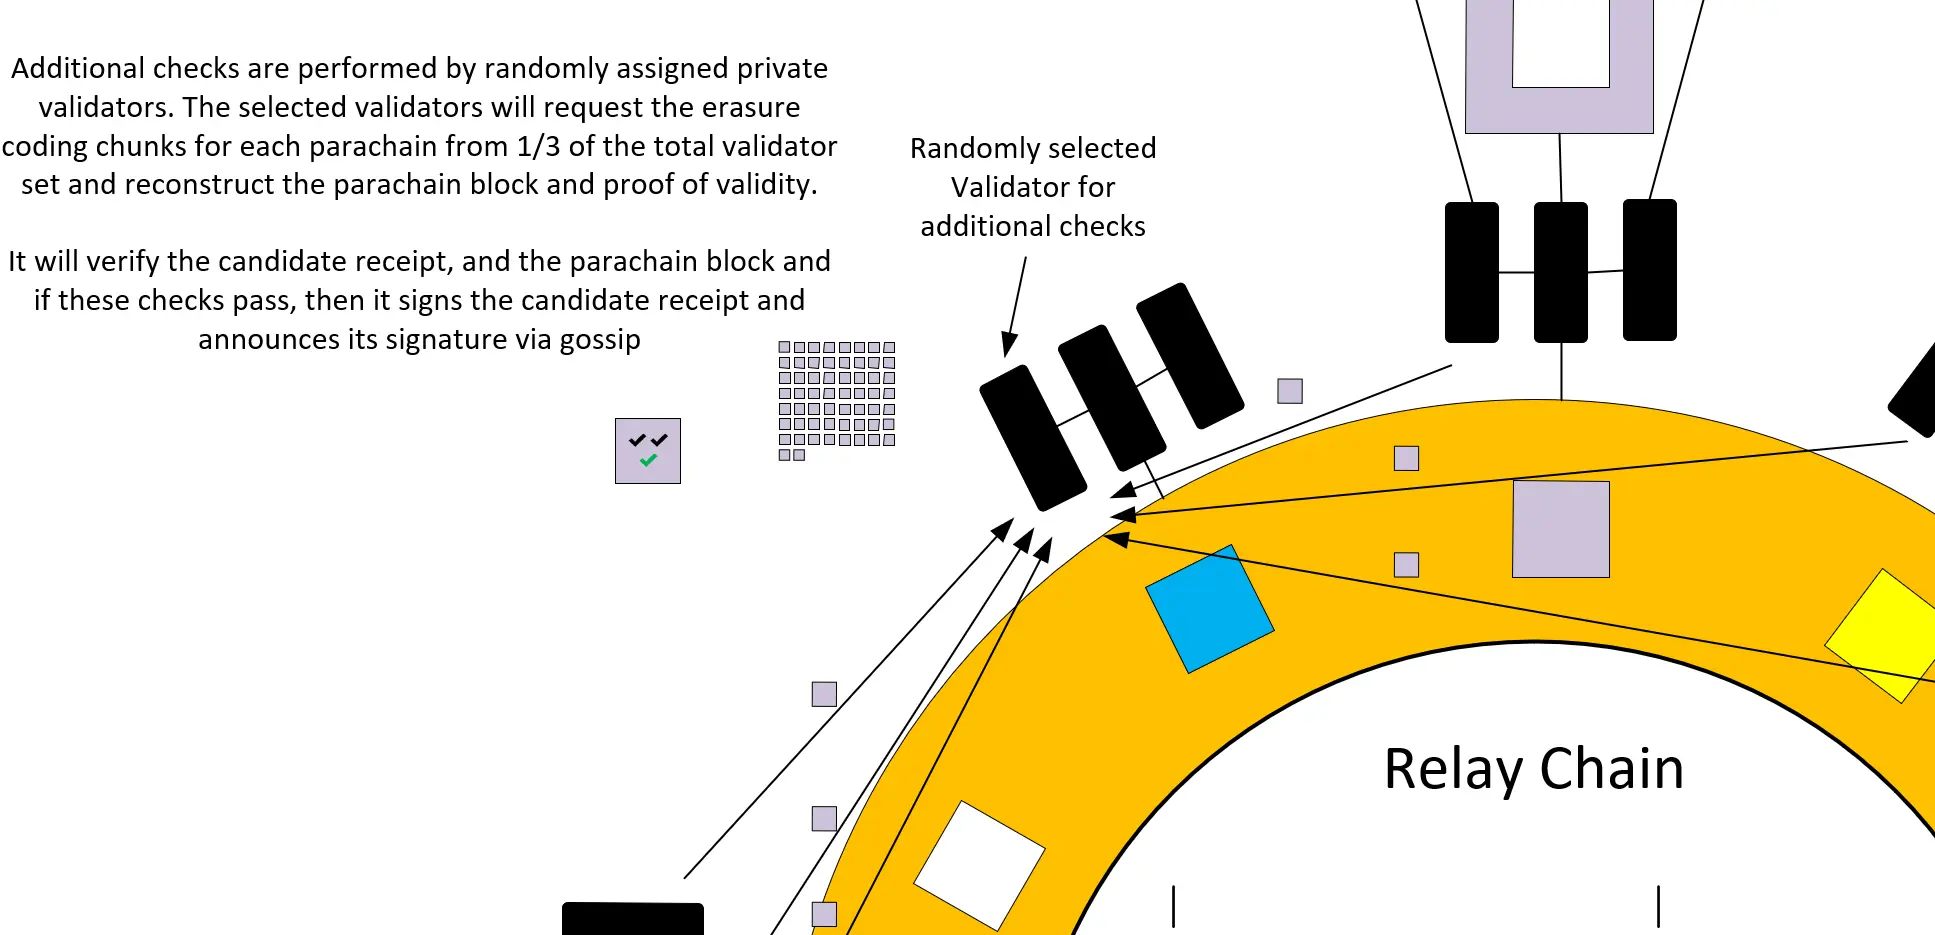 Additional checks are performed by randomly assigned private
validators. The selected validators will request the erasure
coding chunks for each parachain from 1/3 of the total validator
set and reconstruct the parachain block and proof of validity.
It will verify the candidate receipt, and the parachain block and
if these checks pass, then it signs the candidate receipt and
announces its signature via gossip
Randomly selected
Validator for
additional checks
Relay Chain